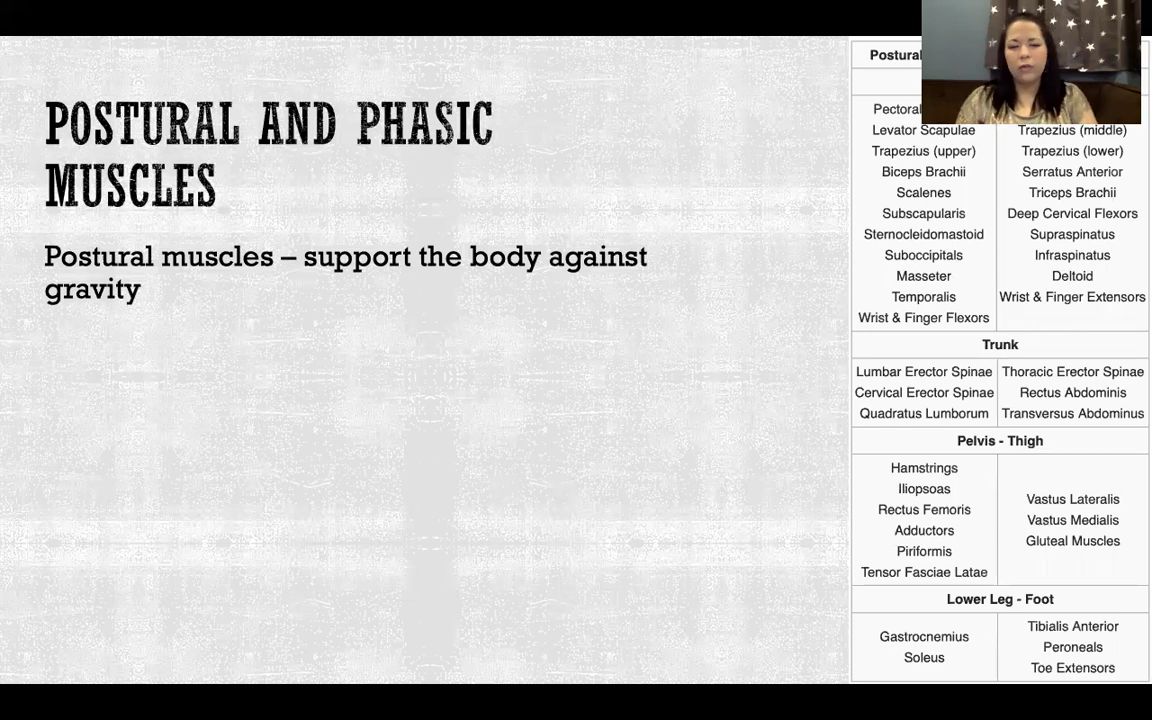 POSTURAL AND PHASIC
MUSCLES
Postural muscles – support the body against
gravity
Postural
Levator Scapulae
Trapezius (upper)
Biceps Brachii
Scalenes
Subscapularis
Sternocleidomastoid
Suboccipitals
Masseter
Temporalis
Wrist & Finger Flexors
Trapezius (middle)
Trapezius (lower)
Serratus Anterior
Triceps Brachii
Deep Cervical Flexors
Supraspinatus
Infraspinatus
Deltoid
Wrist & Finger Extensors
Trunk
Lumbar Erector Spinae
Cervical Erector Spinae
Quadratus Lumborum
Thoracic Erector Spinae
Rectus Abdominis
Transversus Abdominus
Pelvis - Thigh
Hamstrings
Iliopsoas
Rectus Femoris
Adductors
Piriformis
Tensor Fasciae Latae
Vastus Lateralis
Vastus Medialis
Gluteal Muscles
Lower Leg - Foot
Gastrocnemius
Soleus
Tibialis Anterior
Peroneals
Toe Extensors